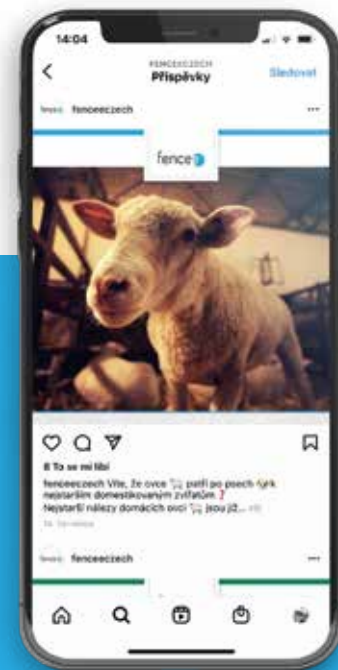 14:04
FENCEECZECH
Příspěvky
Sledovat
fenceeczech
fence
8 To se mi líbí
fenceeczech Víte, že ovce 🐑 patří po psech 🐕 k
nejstarším domestikovaným zvířatům ❓
Nejstarší nálezy domácích ovcí 🐑 jsou již...
fenceeczech